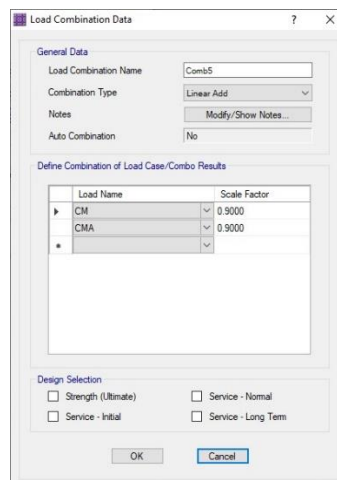 Load Combination Data ?
General Data
Load Combination Name Comb5
Combination Type Linear Add
Notes Modify/Show Notes...
Auto Combination No
Define Combination of Load Case/Combo Results
Load Name Scale Factor
CM 0.9000
CMA 0.9000
Design Selection
Strength (Ultimate) Service - Normal
Service - Initial Service - Long Term
OK Cancel